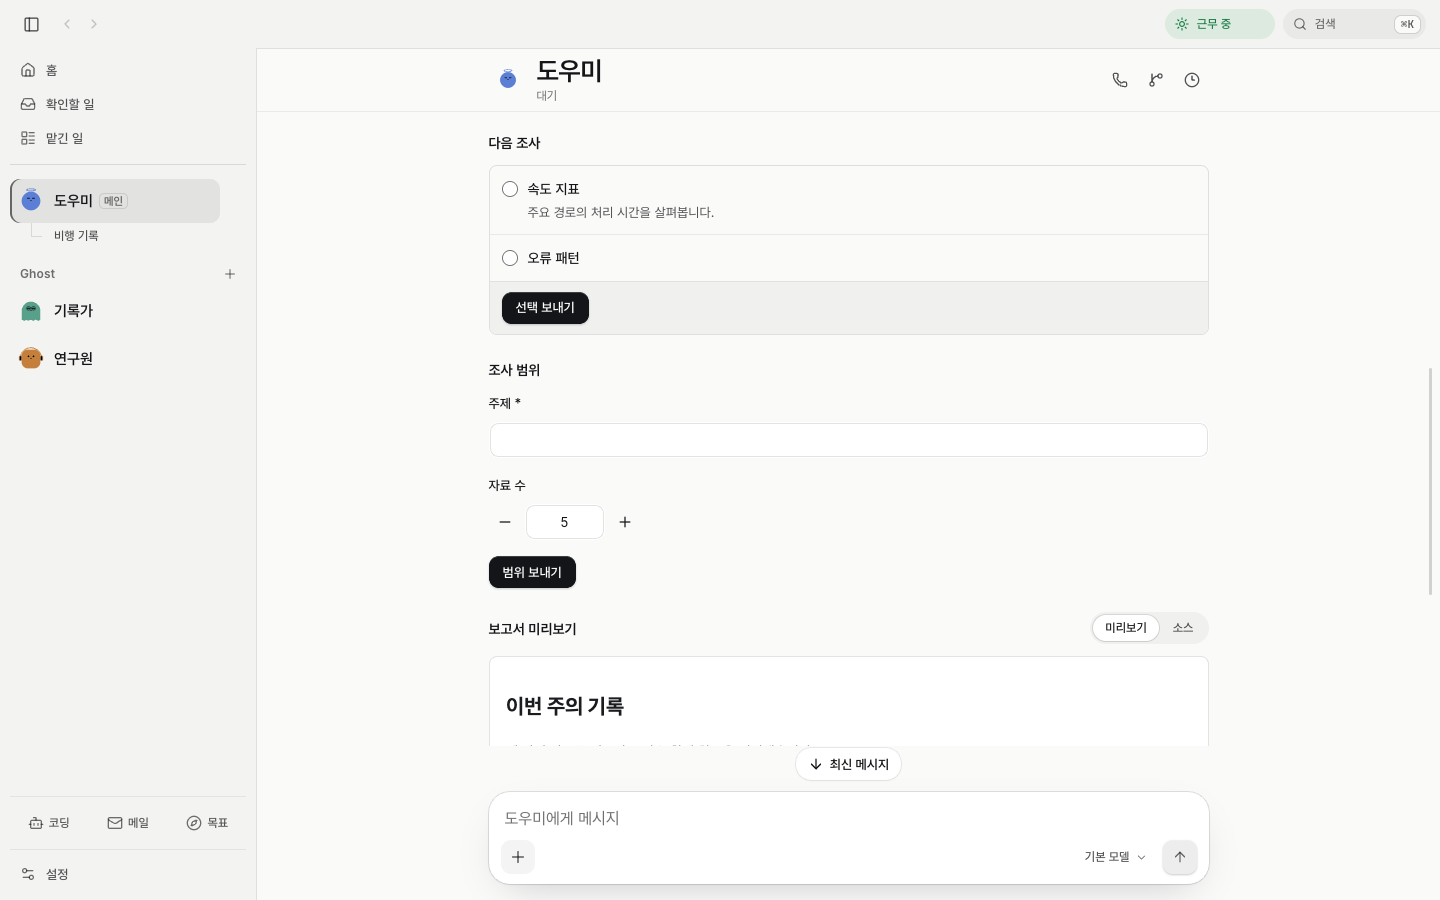 근무 중
검색
⌘K
홈
확인할 일
맡긴 일
도우미 메인
비행 기록
Ghost
기록가
연구원
코딩
메일
목표
설정
도우미
대기
다음 조사
속도 지표
주요 경로의 처리 시간을 살펴봅니다.
오류 패턴
선택 보내기
조사 범위
주제 *
자료 수
5
범위 보내기
보고서 미리보기
미리보기
소스
이번 주의 기록
최신 메시지
도우미에게 메시지
기본 모델